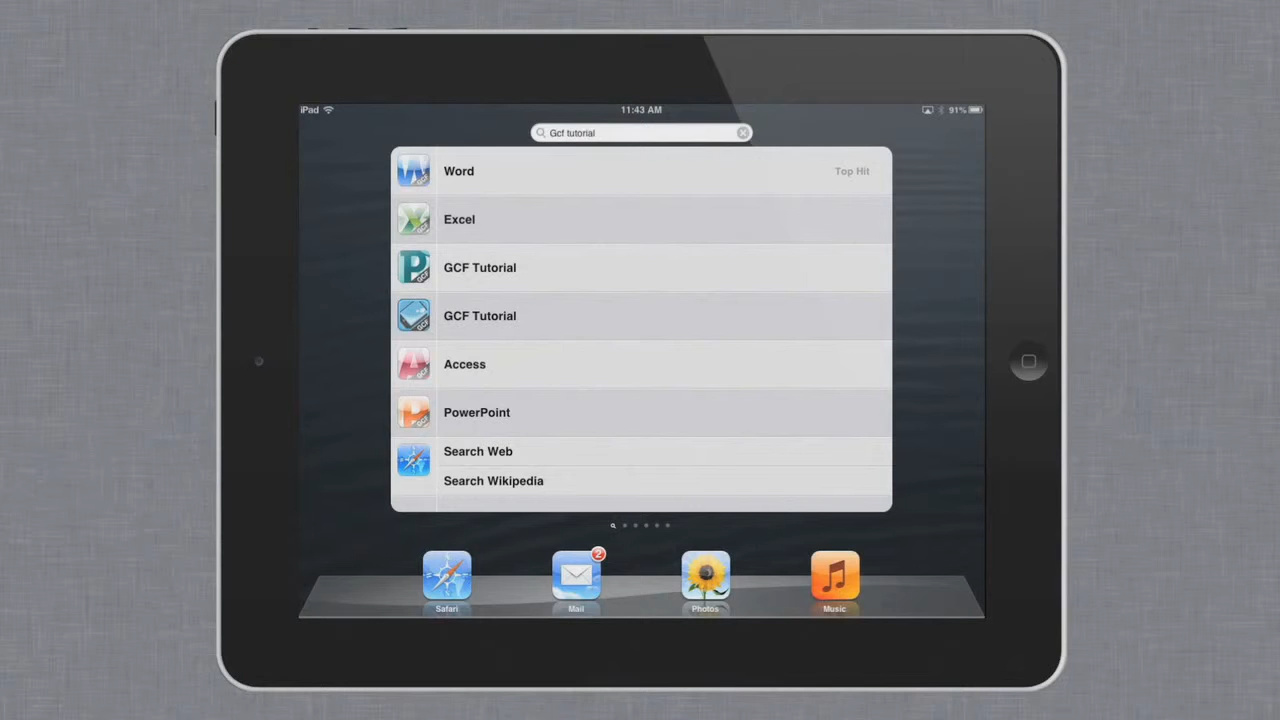 iPad 11:43 AM 91%
Gcf tutorial
Word Top Hit
Excel
GCF Tutorial
GCF Tutorial
Access
PowerPoint
Search Web
Search Wikipedia
2
Safari Mail Photos Music